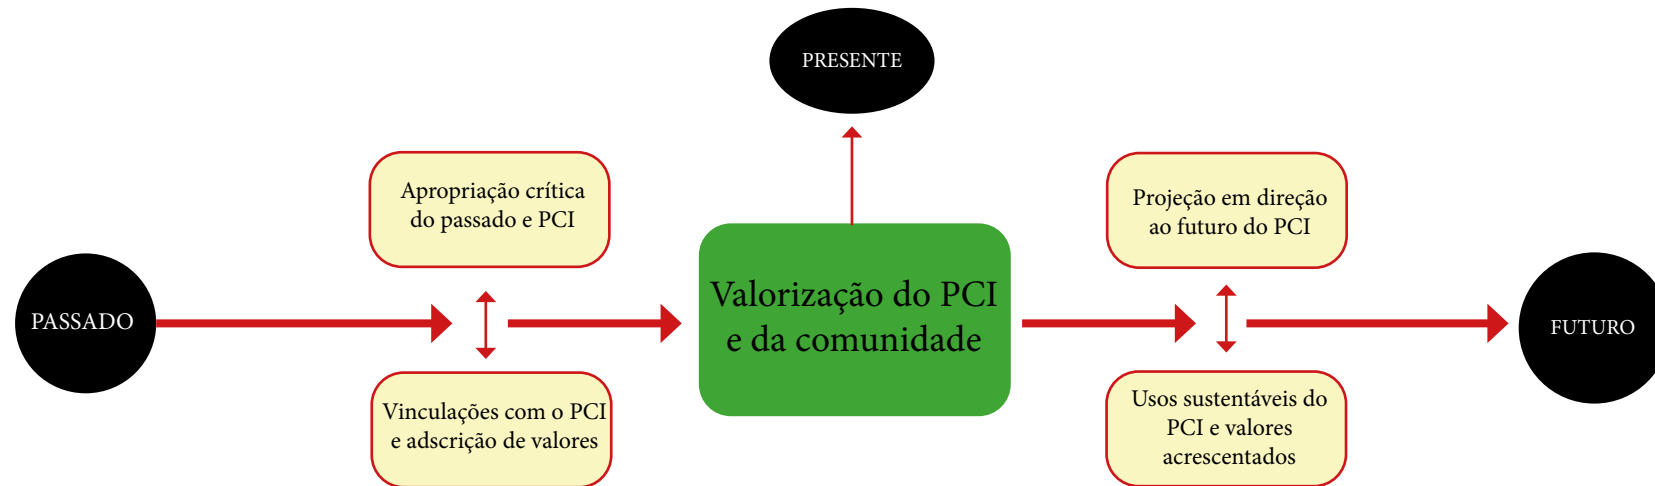 PRESENTE
Apropriação crítica
do passado e PCI
Projeção em direção
ao futuro do PCI
PASSADO
Valorização do PCI
e da comunidade
FUTURO
Vinculações com o PCI
e adscrição de valores
Usos sustentáveis do
PCI e valores
acrescentados